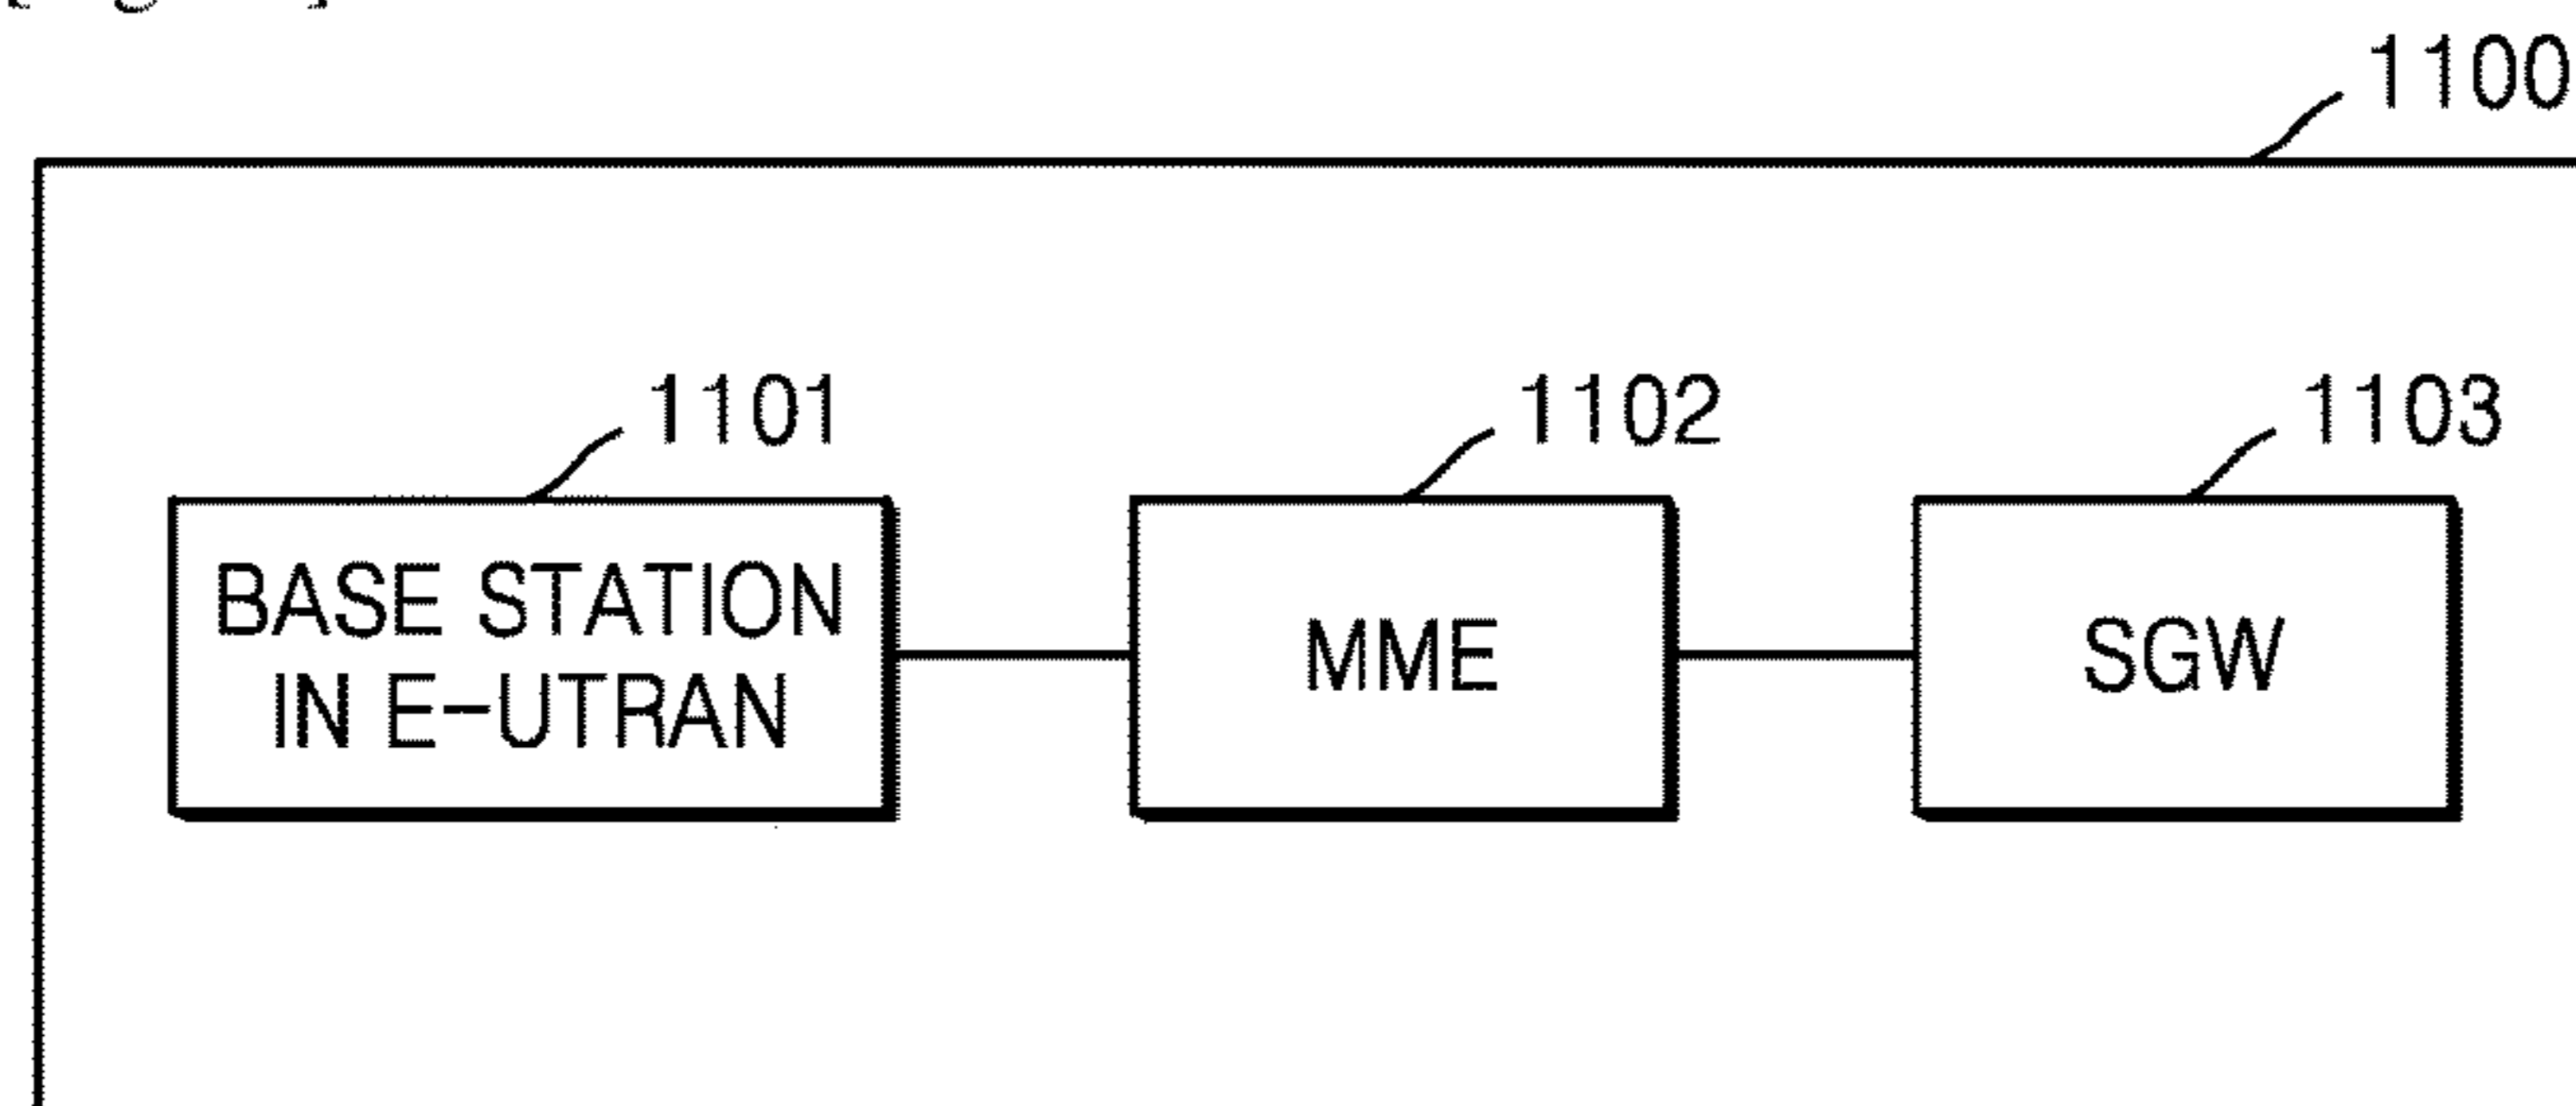 1100
1101
1102
1103
BASE STATION
IN E-UTRAN
MME
SGW